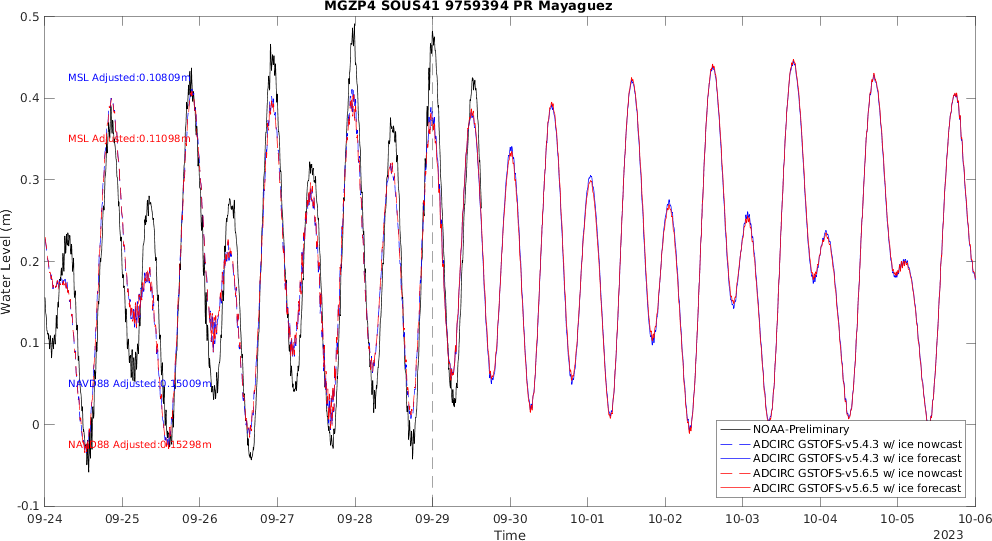 MGZP4 SOUS41 9759394 PR Mayaguez
Water Level (m)
0.5
0.4
0.3
0.2
0.1
0
-0.1
MSL Adjusted:0.10809m
MSL Adjusted:0.11098m
NAVD88 Adjusted:0.15009m
NAVD88 Adjusted:0.15298m
NOAA-Preliminary
ADCIRC GSTOFS-v5.4.3 w/ ice nowcast
ADCIRC GSTOFS-v5.4.3 w/ ice forecast
ADCIRC GSTOFS-v5.6.5 w/ ice nowcast
ADCIRC GSTOFS-v5.6.5 w/ ice forecast
09-24 09-25 09-26 09-27 09-28 09-29 09-30 10-01 10-02 10-03 10-04 10-05 10-06
Time
2023